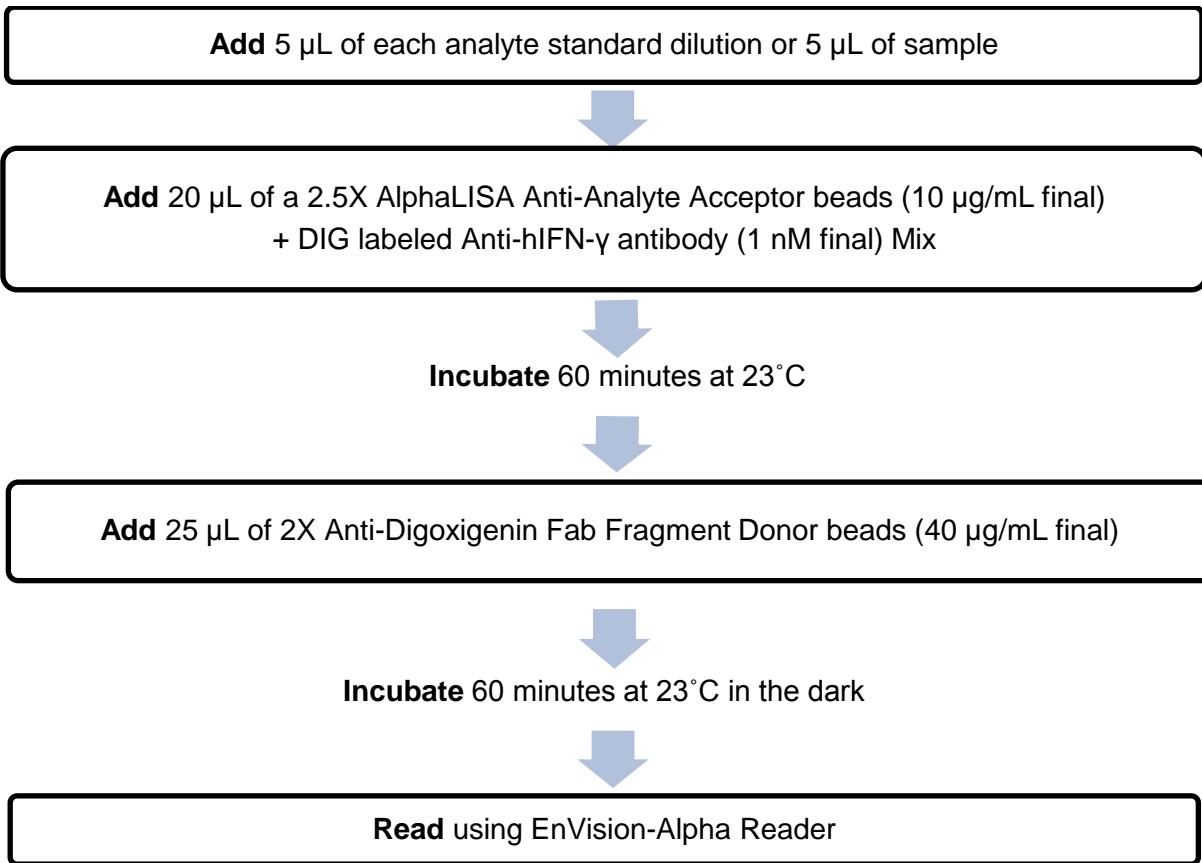 Add 5 µL of each analyte standard dilution or 5 µL of sample
Add 20 µL of a 2.5X AlphaLISA Anti-Analyte Acceptor beads (10 µg/mL final)
+ DIG labeled Anti-hIFN-γ antibody (1 nM final) Mix
Incubate 60 minutes at 23˚C
Add 25 µL of 2X Anti-Digoxigenin Fab Fragment Donor beads (40 µg/mL final)
Incubate 60 minutes at 23˚C in the dark
Read using EnVision-Alpha Reader